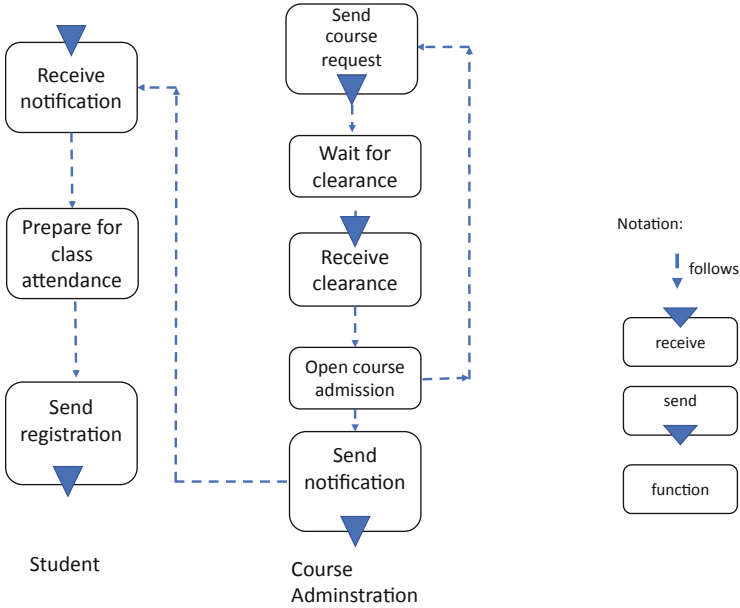 Receive
notification
Prepare for
class
attendance
Send
registration
Student
Send
course
request
Wait for
clearance
Receive
clearance
Open course
admission
Send
notification
Course
Adminstration
Notation:
follows
receive
send
function